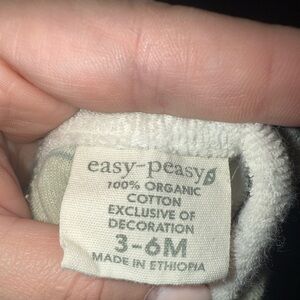 easy-peasy
100% ORGANIC
COTTON
EXCLUSIVE OF
DECORATION
3-6M
MADE IN ETHIOPIA